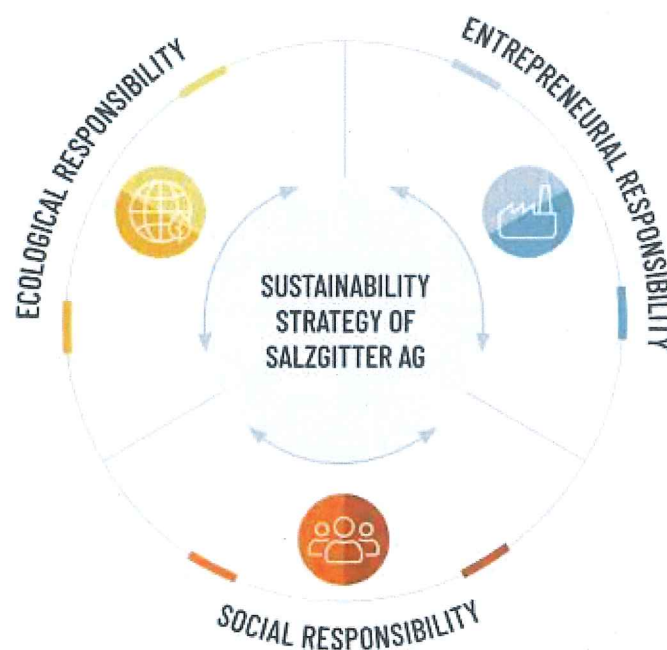 ECOLOGICAL RESPONSIBILITY
ENTREPRENEURIAL RESPONSIBILITY
SUSTAINABILITY
STRATEGY OF
SALZGITTER AG
SOCIAL RESPONSIBILITY